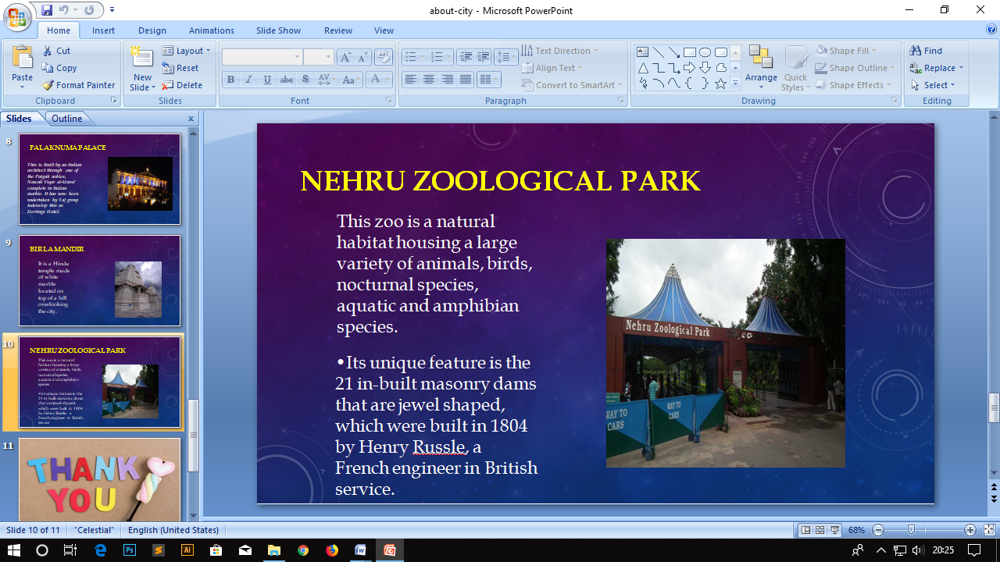 about-city - Microsoft PowerPoint
Home Insert Design Animations Slide Show Review View
Paste
Cut
Copy
Format Painter
Clipboard
New Slide
Layout
Reset
Delete
Slides
Font
Text Direction
Align Text
Convert to SmartArt
Paragraph
Arrange
Quick Styles
Shape Fill
Shape Outline
Shape Effects
Drawing
Find
Replace
Select
Editing
Slides Outline
8
FALAKNUMA PALACE
This is Built by an Italian
architect through one of
the Paigah nobles,
Nawab Viqar al-Umra'
complete in Italian
marble. It has now been
undertaken by Taj group
todevelop this as
Heritage Hotel.
9
BIRLA MANDIR
It is a Hindu
temple made
of white
marble
located on
top of a hill
overlooking
the city.
10
NEHRU ZOOLOGICAL PARK
This zoo is a natural
habitat housing a large
variety of animals, birds,
nocturnal species,
aquatic and amphibian
species.
•Its unique feature is the
21 in-built masonry dams
that are jewel shaped,
which were built in 1804
by Henry Russle, a
French engineer in British
service.
11
THANK
YOU
NEHRU ZOOLOGICAL PARK
This zoo is a natural
habitat housing a large
variety of animals, birds,
nocturnal species,
aquatic and amphibian
species.
•Its unique feature is the
21 in-built masonry dams
that are jewel shaped,
which were built in 1804
by Henry Russle, a
French engineer in British
service.
Nehru Zoological Park
WAY TO
CARS
WAY TO
CARS
Slide 10 of 11 "Celestial" English (United States) 68%
20:25